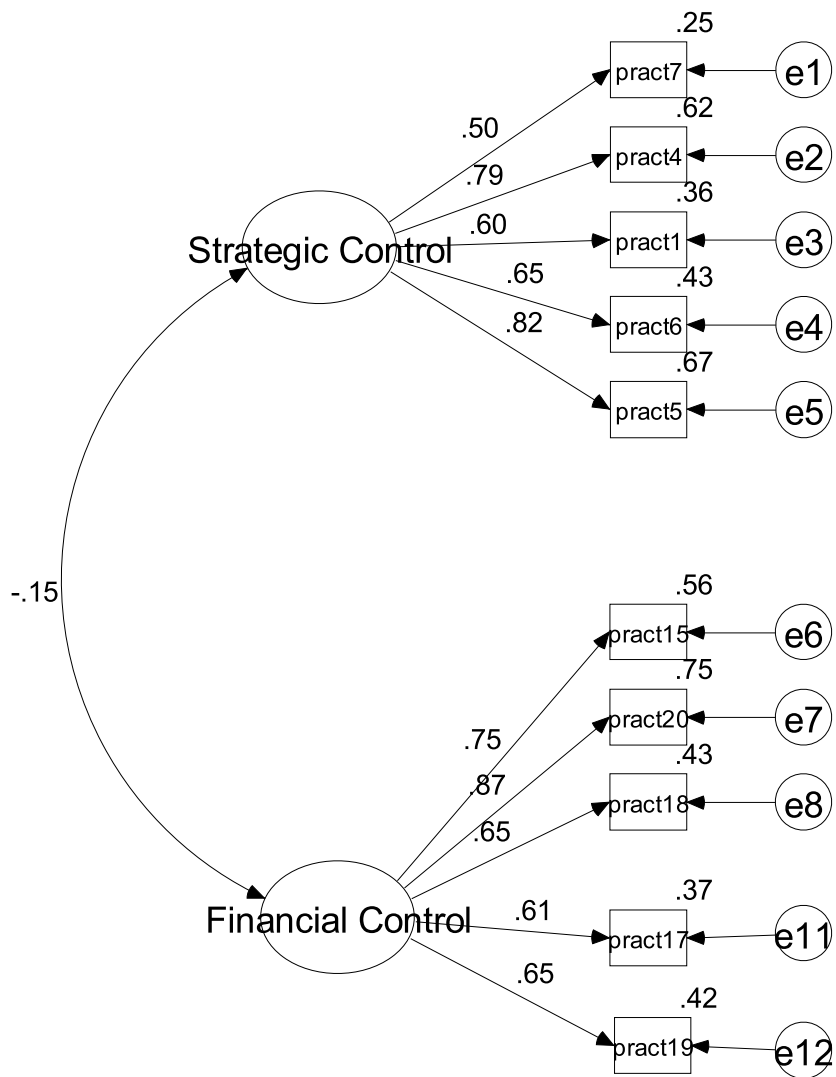 .25
pract7
e1
.62
.50
pract4
e2
.79
.36
.60
Strategic Control
pract1
e3
.43
.65
pract6
e4
.82
.67
pract5
e5
-.15
.56
pract15
e6
.75
.75
pract20
e7
.43
.87
pract18
e8
.65
.37
.61
Financial Control
pract17
e11
.65
.42
pract19
e12